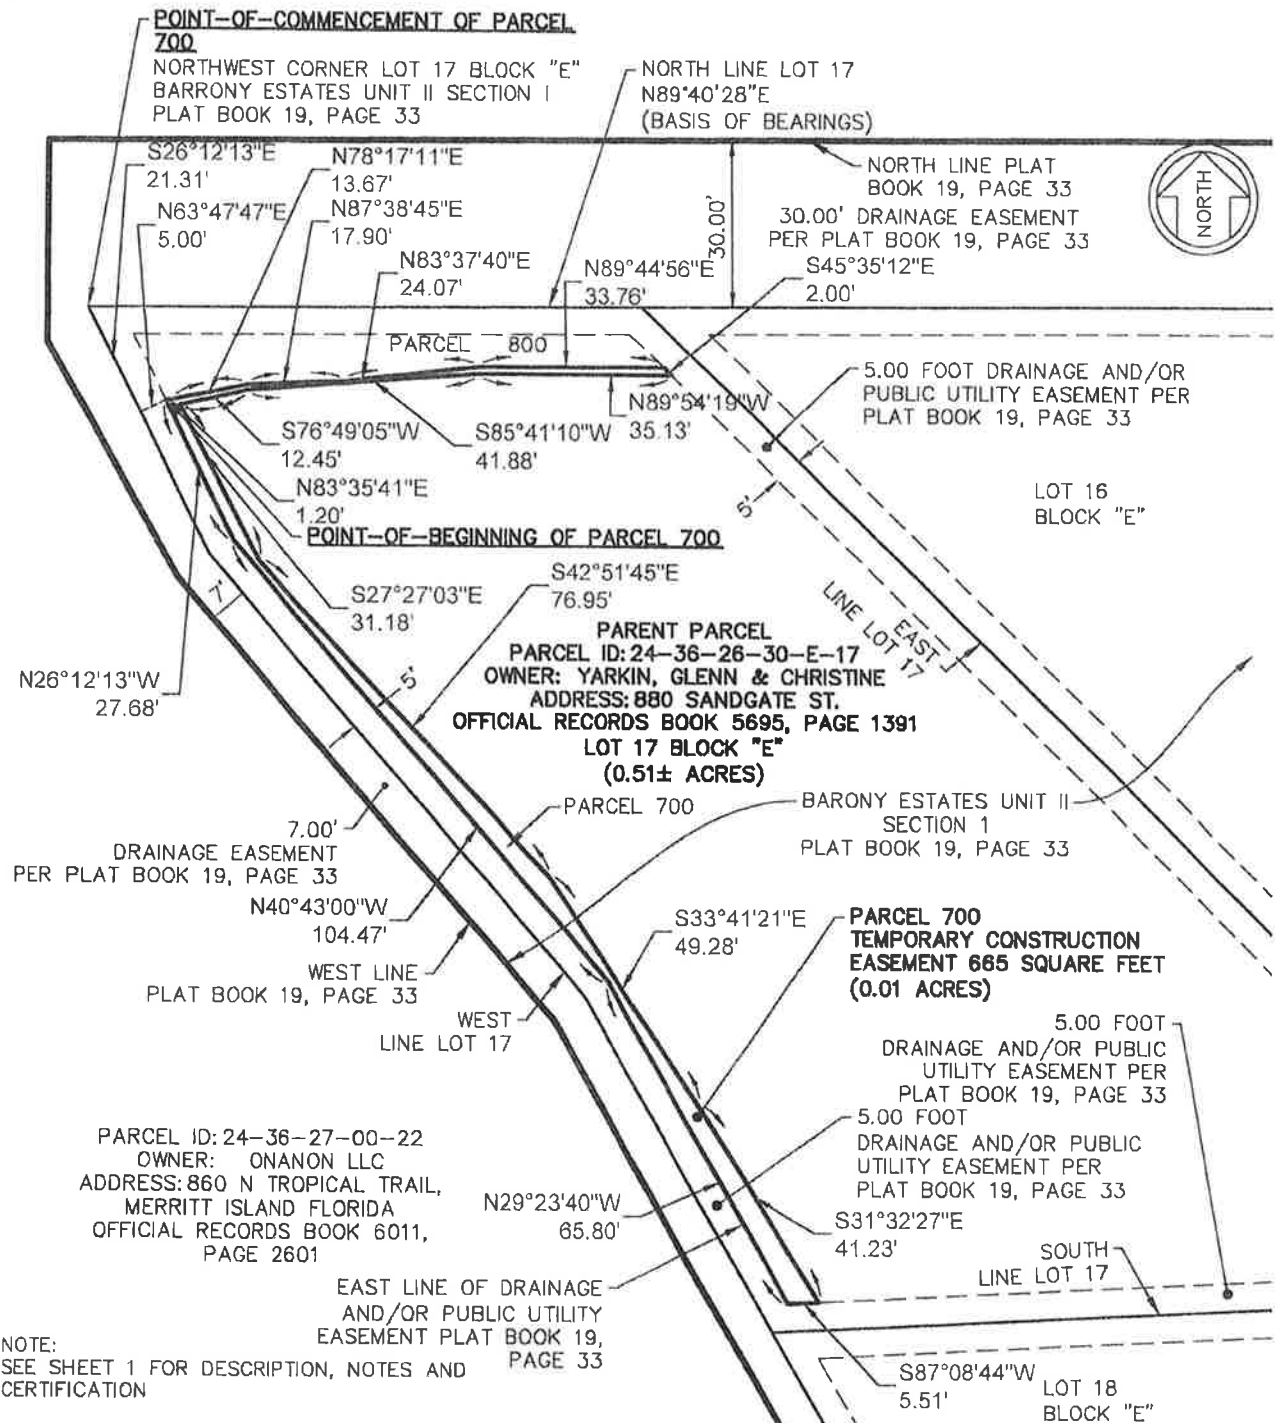 POINT-OF-COMMENCEMENT OF PARCEL
700
NORTHWEST CORNER LOT 17 BLOCK "E"
BARRONY ESTATES UNIT II SECTION I
PLAT BOOK 19, PAGE 33
NORTH LINE LOT 17
N89°40'28"E
(BASIS OF BEARINGS)
NORTH LINE PLAT
BOOK 19, PAGE 33
NORTH
S26°12'13"E
21.31'
N78°17'11"E
13.67'
N63°47'47"E
5.00'
N87°38'45"E
17.90'
N83°37'40"E
24.07'
N89°44'56"E
33.76'
30.00'
30.00' DRAINAGE EASEMENT
PER PLAT BOOK 19, PAGE 33
S45°35'12"E
2.00'
PARCEL 800
5.00 FOOT DRAINAGE AND/OR
PUBLIC UTILITY EASEMENT PER
PLAT BOOK 19, PAGE 33
N89°54'19"W
35.13'
S76°49'05"W
12.45'
S85°41'10"W
41.88'
N83°35'41"E
1.20'
POINT-OF-BEGINNING OF PARCEL 700
5'
LOT 16
BLOCK "E"
S27°27'03"E
31.18'
S42°51'45"E
76.95'
7'
EAST
LINE LOT 17
PARENT PARCEL
PARCEL ID: 24-36-26-30-E-17
OWNER: YARKIN, GLENN & CHRISTINE
ADDRESS: 880 SANDGATE ST.
OFFICIAL RECORDS BOOK 5695, PAGE 1391
LOT 17 BLOCK "E"
(0.51± ACRES)
N26°12'13"W
27.68'
5'
PARCEL 700
BARONY ESTATES UNIT II
SECTION 1
PLAT BOOK 19, PAGE 33
7.00'
DRAINAGE EASEMENT
PER PLAT BOOK 19, PAGE 33
N40°43'00"W
104.47'
WEST LINE
PLAT BOOK 19, PAGE 33
WEST
LINE LOT 17
S33°41'21"E
49.28'
PARCEL 700
TEMPORARY CONSTRUCTION
EASEMENT 665 SQUARE FEET
(0.01 ACRES)
5.00 FOOT
DRAINAGE AND/OR PUBLIC
UTILITY EASEMENT PER
PLAT BOOK 19, PAGE 33
5.00 FOOT
DRAINAGE AND/OR PUBLIC
UTILITY EASEMENT PER
PLAT BOOK 19, PAGE 33
PARCEL ID: 24-36-27-00-22
OWNER: ONANON LLC
ADDRESS: 860 N TROPICAL TRAIL,
MERRITT ISLAND FLORIDA
OFFICIAL RECORDS BOOK 6011,
PAGE 2601
N29°23'40"W
65.80'
S31°32'27"E
41.23'
SOUTH
LINE LOT 17
EAST LINE OF DRAINAGE
AND/OR PUBLIC UTILITY
EASEMENT PLAT BOOK 19,
PAGE 33
NOTE:
SEE SHEET 1 FOR DESCRIPTION, NOTES AND
CERTIFICATION
S87°08'44"W
5.51'
LOT 18
BLOCK "E"